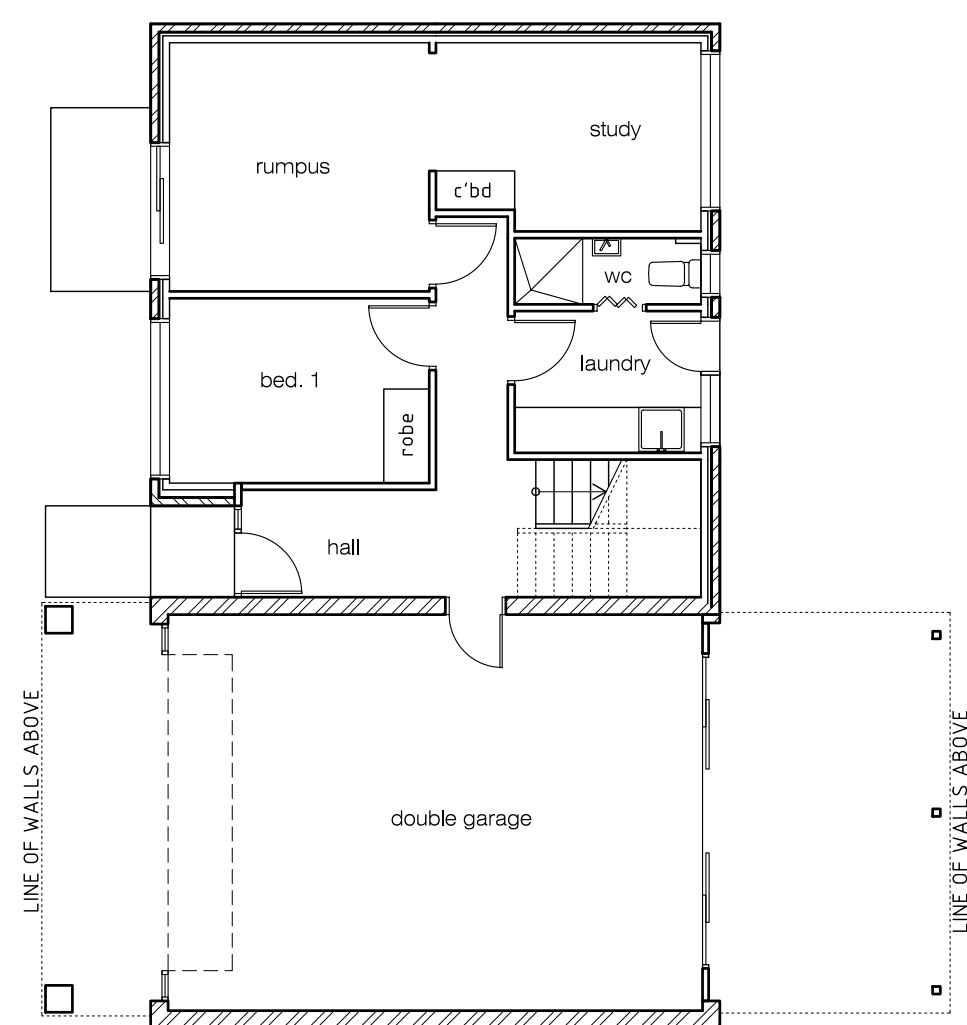 study
rumpus
c'bd
wc
laundry
bed. 1
robe
hall
LINE OF WALLS ABOVE
double garage
LINE OF WALLS ABOVE